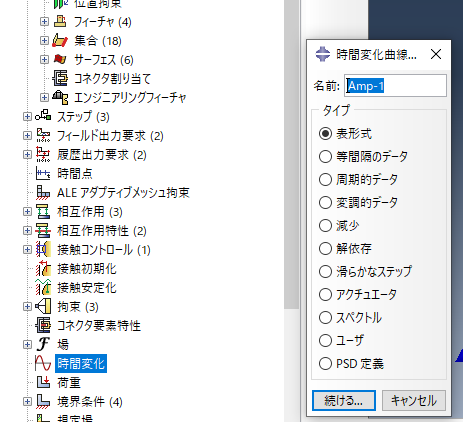 位置拘束
フィーチャ (4)
集合 (18)
サーフェス (6)
コネクタ割り当て
エンジニアリングフィーチャ
ステップ (3)
フィールド出力要求 (2)
履歴出力要求 (2)
時間点
ALE アダプティブメッシュ拘束
相互作用 (3)
相互作用特性 (2)
接触コントロール (1)
接触初期化
接触安定化
拘束 (3)
コネクタ要素特性
場
時間変化
荷重
境界条件 (4)
規定場
時間変化曲線...
名前: Amp-1
タイプ
表形式
等間隔のデータ
周期的データ
変調的データ
減少
解依存
滑らかなステップ
アクチュエータ
スペクトル
ユーザ
PSD 定義
続ける...
キャンセル